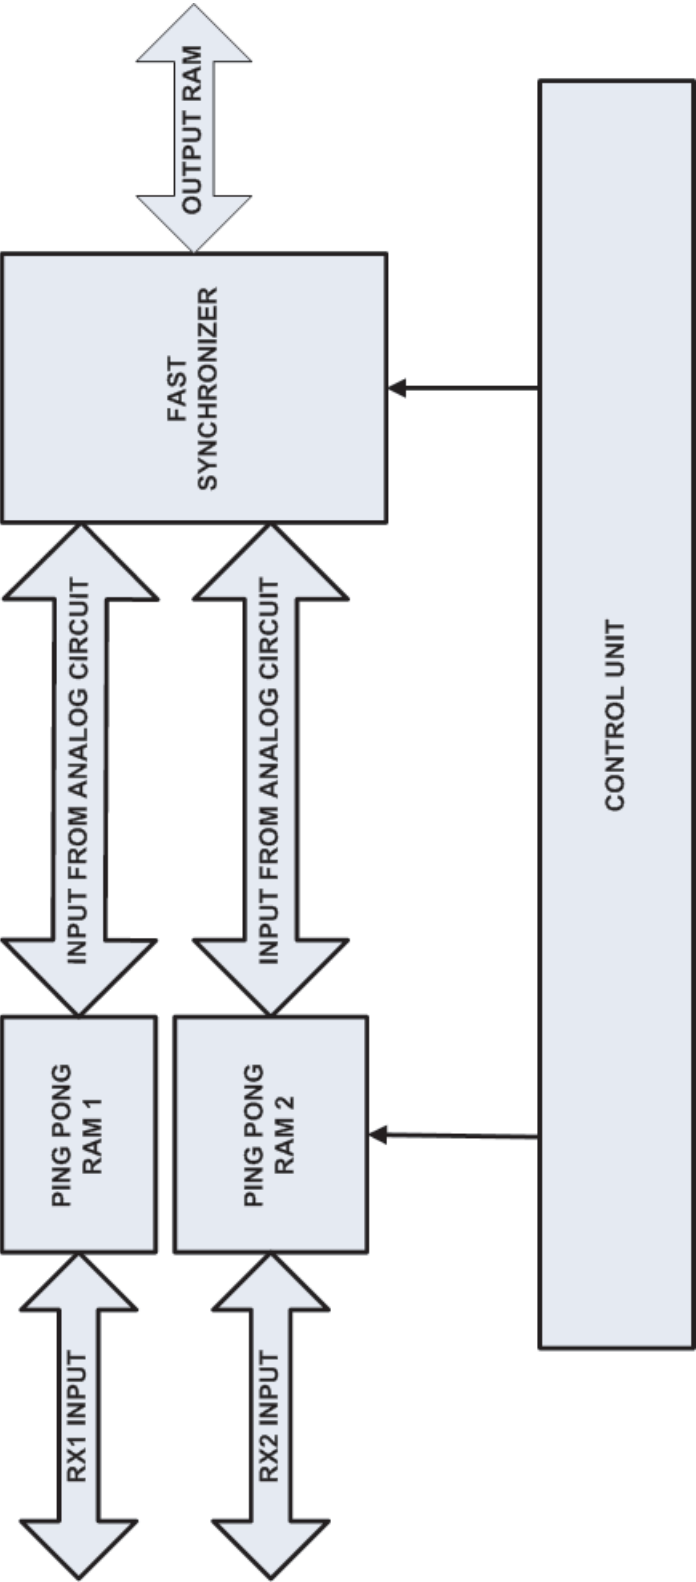 RX1 INPUT
PING PONG
RAM 1
INPUT FROM ANALOG CIRCUIT
RX2 INPUT
PING PONG
RAM 2
INPUT FROM ANALOG CIRCUIT
FAST
SYNCHRONIZER
OUTPUT RAM
CONTROL UNIT